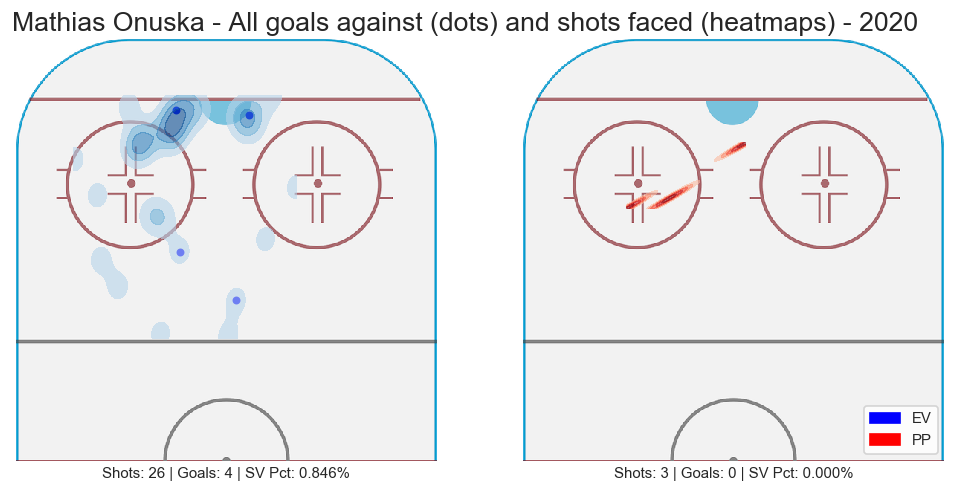 Mathias Onuska - All goals against (dots) and shots faced (heatmaps) - 2020
EV
PP
Shots: 26 | Goals: 4 | SV Pct: 0.846%
Shots: 3 | Goals: 0 | SV Pct: 0.000%